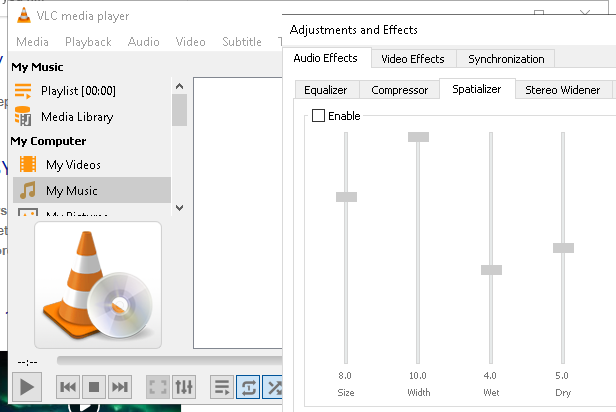 VLC media player
Media Playback Audio Video Subtitle
My Music
Playlist [00:00]
Media Library
My Computer
My Videos
My Music
My Pictures
--:--
Adjustments and Effects
Audio Effects Video Effects Synchronization
Equalizer Compressor Spatializer Stereo Widener
Enable
8.0 10.0 4.0 5.0
Size Width Wet Dry